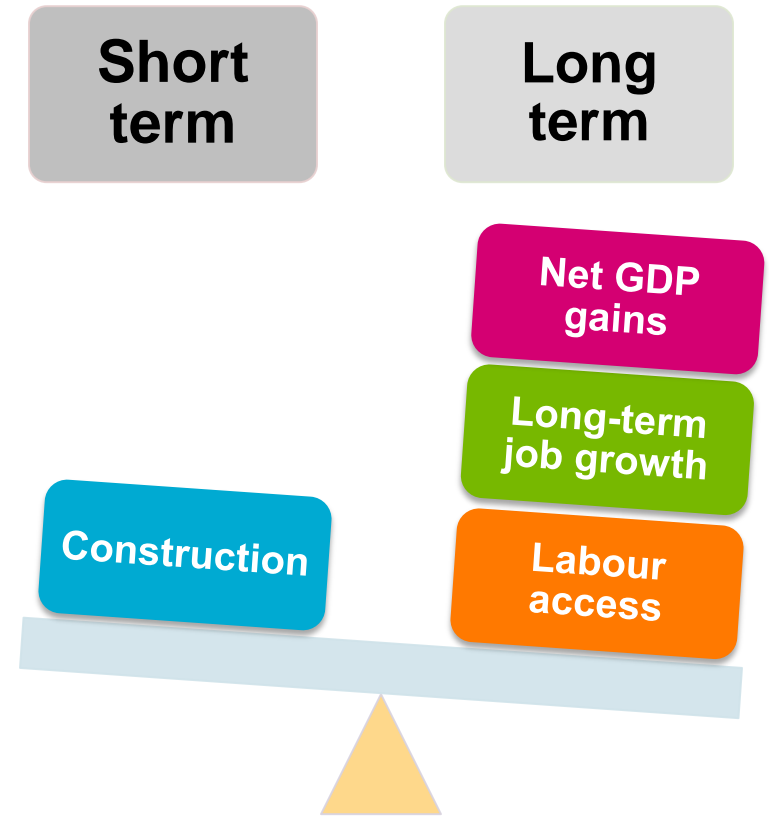 Short
term
Long
term
Net GDP
gains
Long-term
job growth
Construction
Labour
access